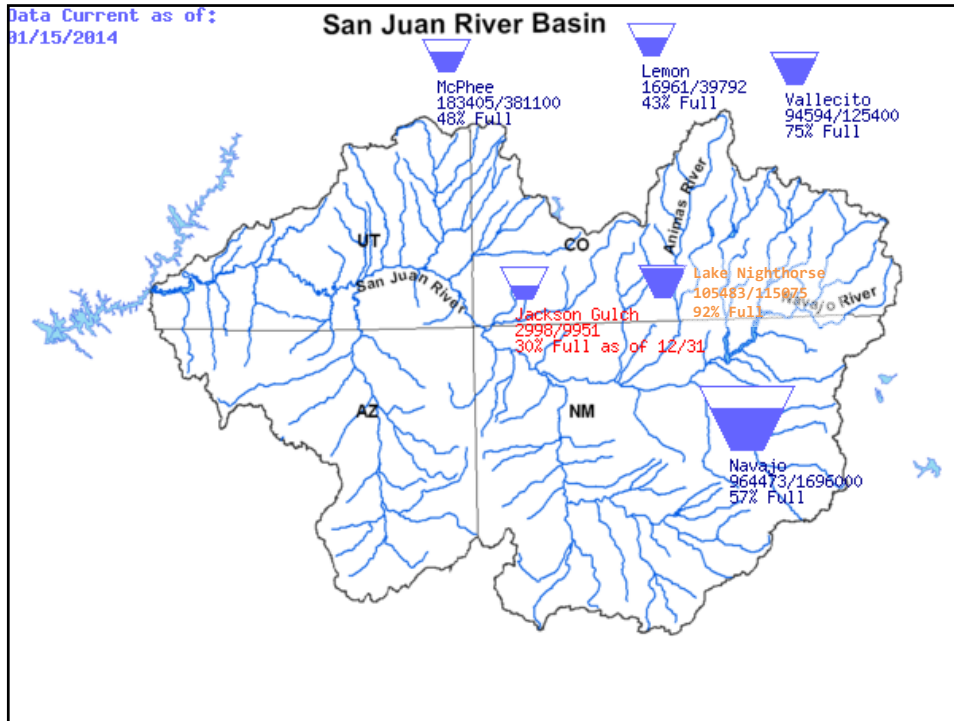 Data Current as of:
01/15/2014
San Juan River Basin
McPhee
183405/381100
48% Full
Lemon
16961/39792
43% Full
Vallecito
94594/125400
75% Full
Animas River
UT
CO
San Juan River
Jackson Gulch
2998/9951
30% Full as of 12/31
Lake Nighthorse
105483/115075
92% Full
Navajo River
AZ
NM
Navajo
964473/1696000
57% Full